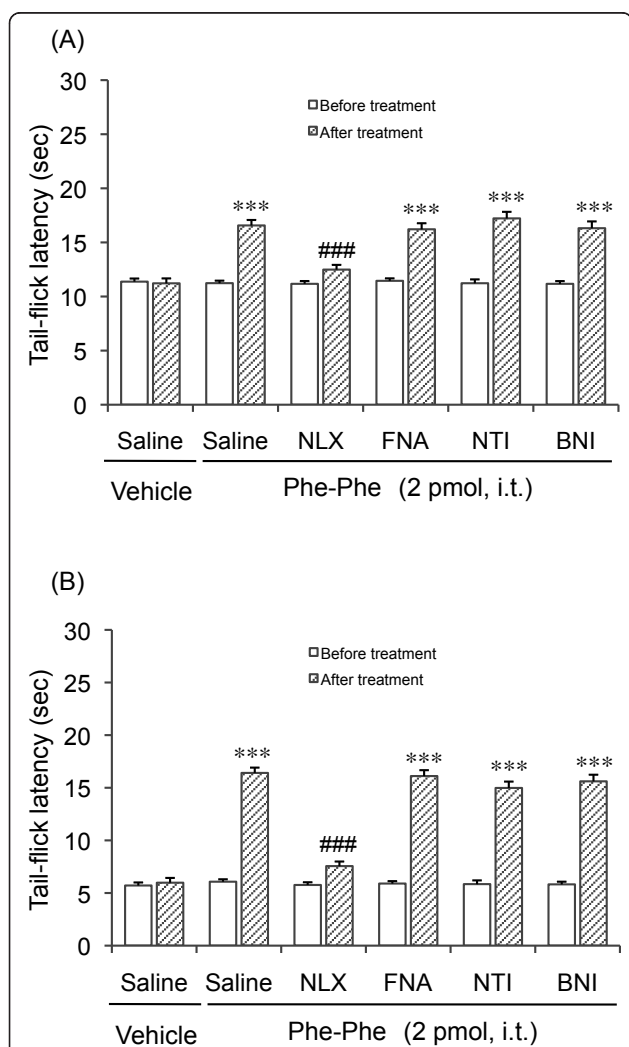 (A)
30
25
20
15
10
5
0
Tail-flick latency (sec)
Before treatment
After treatment
***
###
***
***
***
Saline Saline NLX FNA NTI BNI
Vehicle Phe-Phe (2 pmol, i.t.)
(B)
30
25
20
15
10
5
0
Tail-flick latency (sec)
Before treatment
After treatment
***
###
***
***
***
Saline Saline NLX FNA NTI BNI
Vehicle Phe-Phe (2 pmol, i.t.)